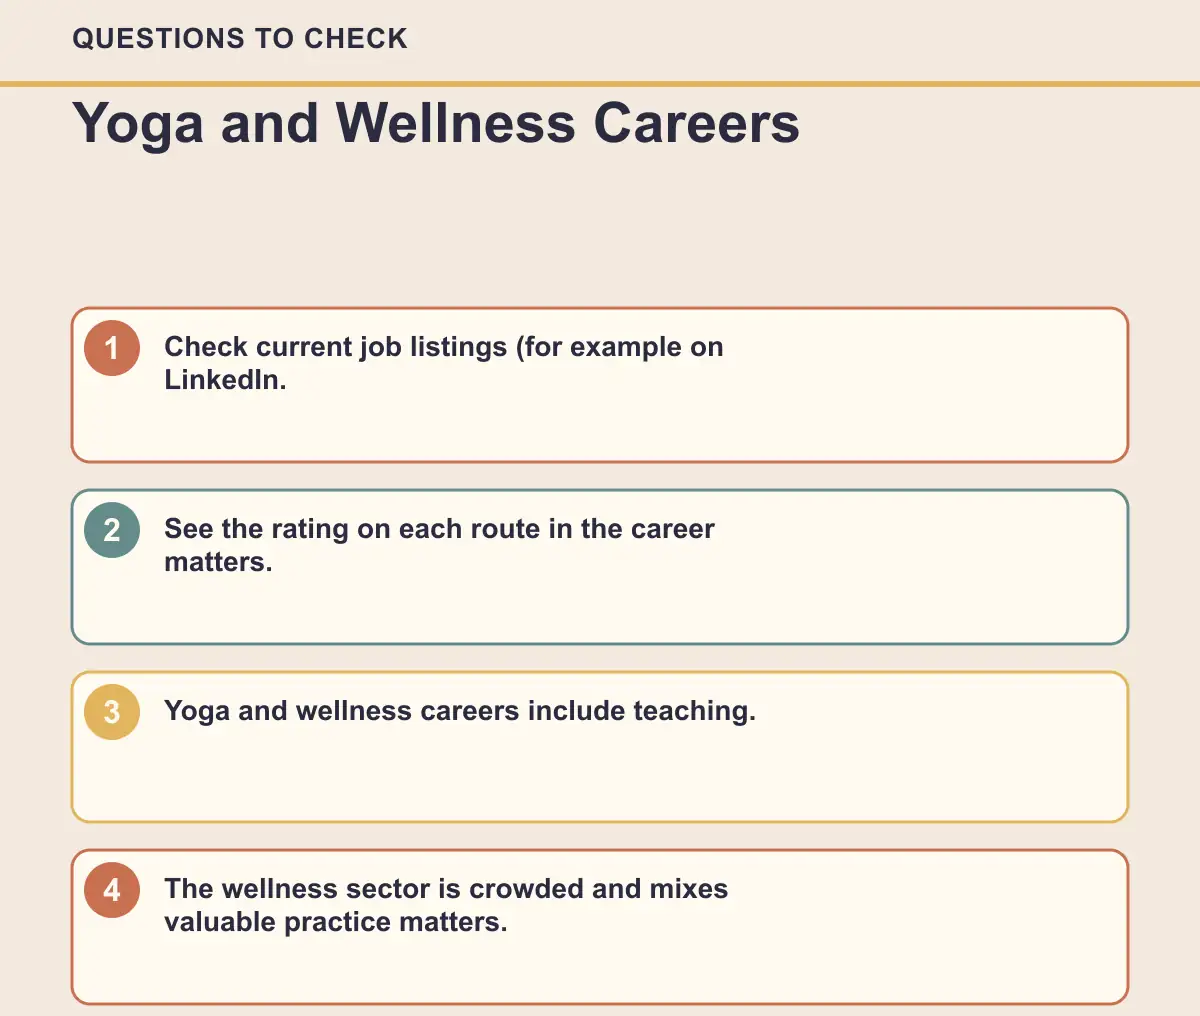 QUESTIONS TO CHECK
Yoga and Wellness Careers
1
Check current job listings (for example on
LinkedIn.
2
See the rating on each route in the career
matters.
3
Yoga and wellness careers include teaching.
4
The wellness sector is crowded and mixes
valuable practice matters.